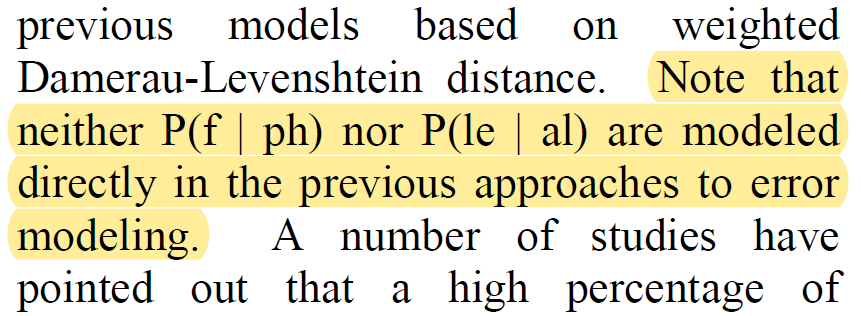 previous models based on weighted
Damerau-Levenshtein distance. Note that
neither P(f | ph) nor P(le | al) are modeled
directly in the previous approaches to error
modeling. A number of studies have
pointed out that a high percentage of